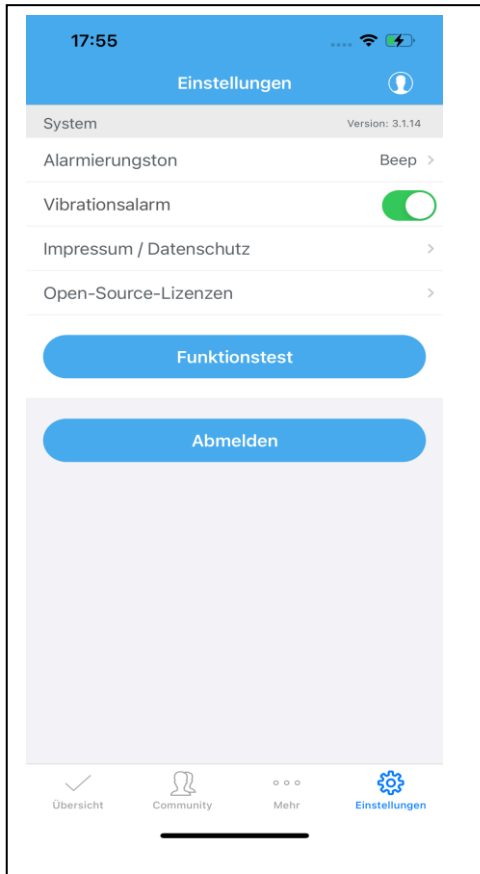 17:55
Einstellungen
System Version: 3.1.14
Alarmierungston Beep
Vibrationsalarm
Impressum / Datenschutz
Open-Source-Lizenzen
Funktionstest
Abmelden
Übersicht Community Mehr Einstellungen